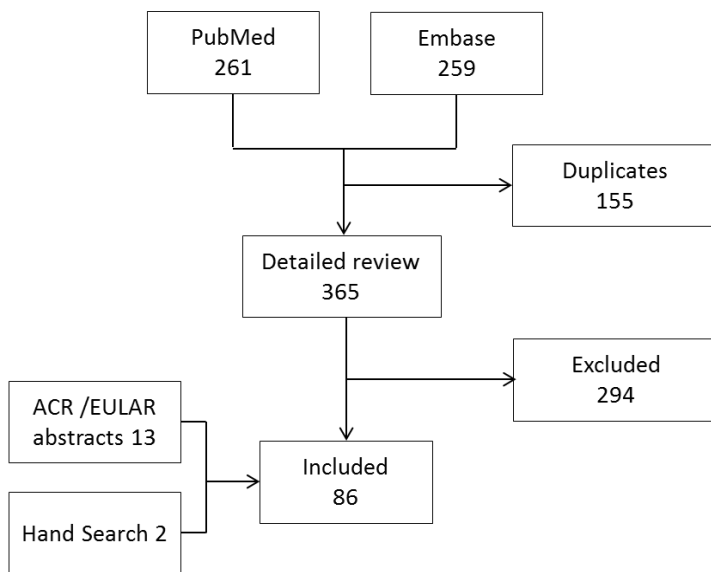 PubMed
261
Embase
259
Duplicates
155
Detailed review
365
Excluded
294
ACR /EULAR
abstracts 13
Included
86
Hand Search 2